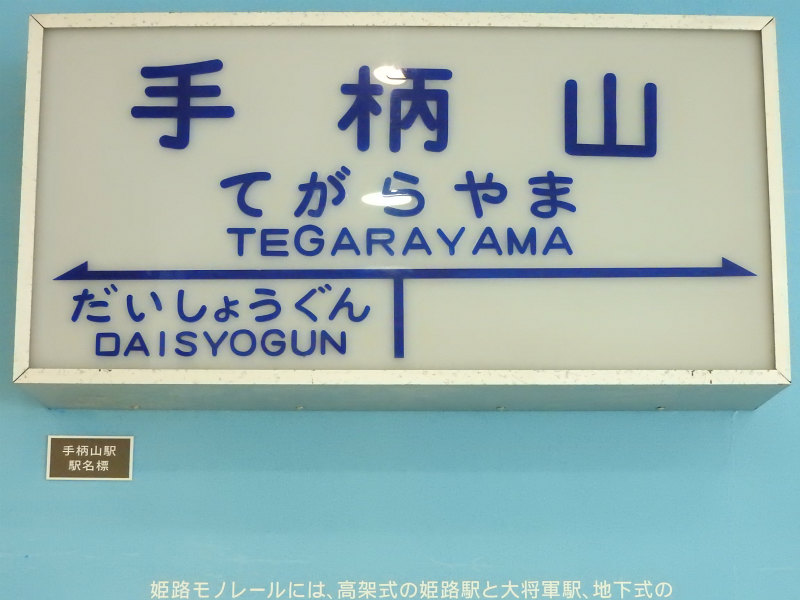 手柄山
てがらやま
TEGARAYAMA
だいしょうぐん
DAISYOGUN
手柄山駅
駅名標
姫路モノレールには、高架式の姫路駅と大将軍駅、地下式の